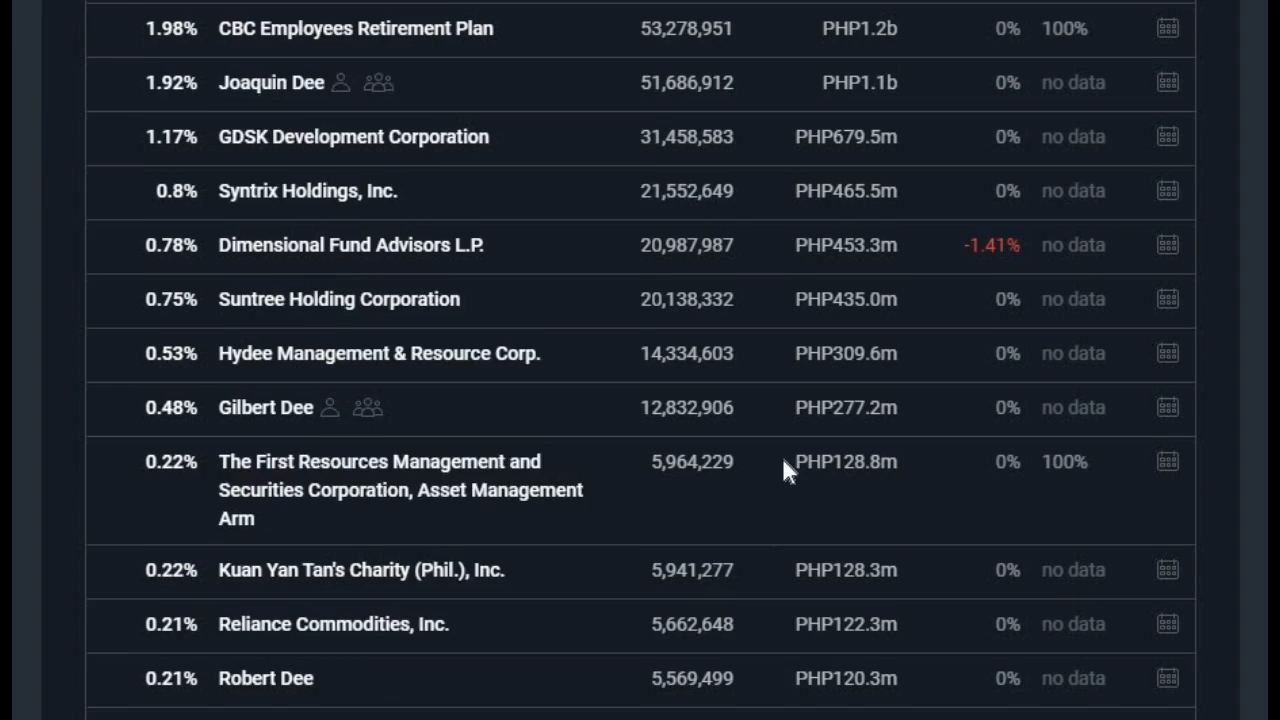 1.98% CBC Employees Retirement Plan 53,278,951 PHP1.2b 0% 100%
1.92% Joaquin Dee 51,686,912 PHP1.1b 0% no data
1.17% GDSK Development Corporation 31,458,583 PHP679.5m 0% no data
0.8% Syntrix Holdings, Inc. 21,552,649 PHP465.5m 0% no data
0.78% Dimensional Fund Advisors L.P. 20,987,987 PHP453.3m -1.41% no data
0.75% Suntree Holding Corporation 20,138,332 PHP435.0m 0% no data
0.53% Hydee Management & Resource Corp. 14,334,603 PHP309.6m 0% no data
0.48% Gilbert Dee 12,832,906 PHP277.2m 0% no data
0.22% The First Resources Management and 5,964,229 PHP128.8m 0% 100%
Securities Corporation, Asset Management
Arm
0.22% Kuan Yan Tan's Charity (Phil.), Inc. 5,941,277 PHP128.3m 0% no data
0.21% Reliance Commodities, Inc. 5,662,648 PHP122.3m 0% no data
0.21% Robert Dee 5,569,499 PHP120.3m 0% no data